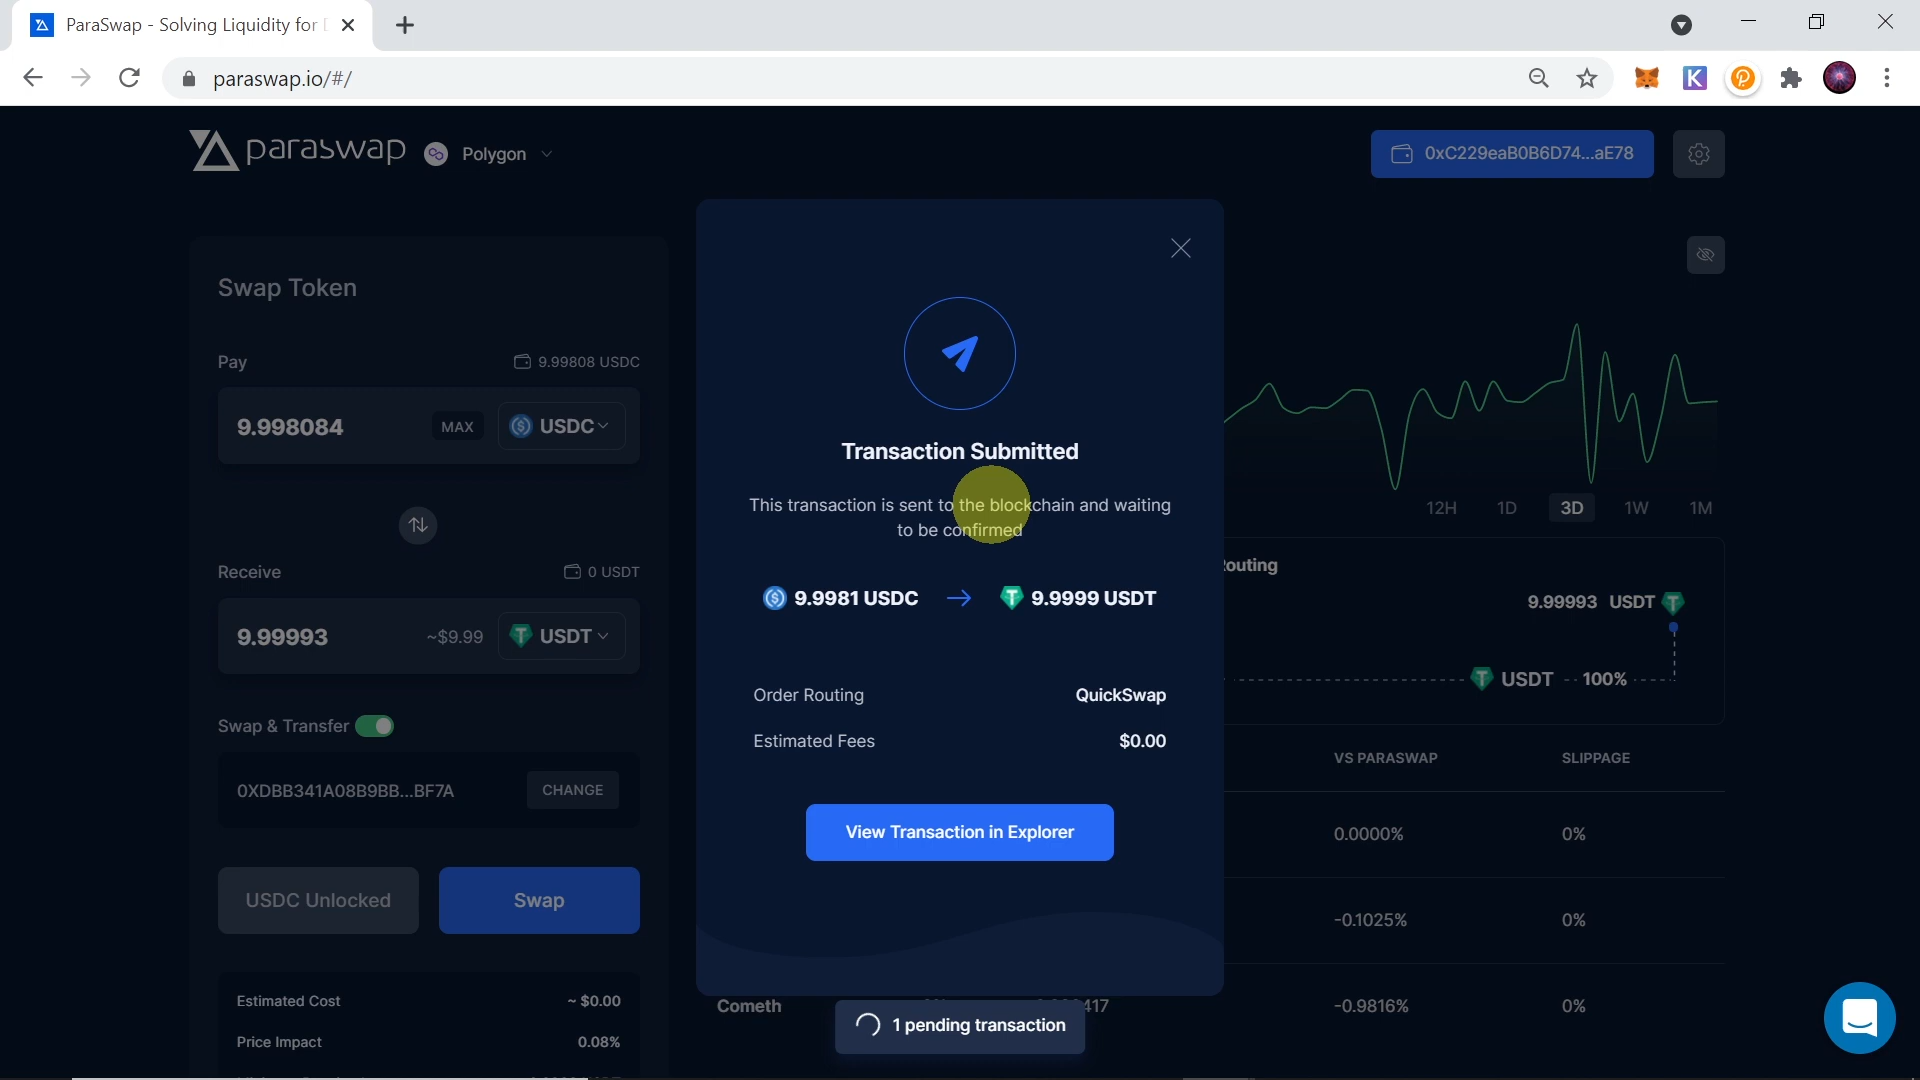 ParaSwap - Solving Liquidity for
paraswap.io/#/
paraswap
Polygon
0xC229eaB0B6D74...aE78
Swap Token
Pay
9.99808 USDC
9.998084
MAX
USDC
Receive
0 USDT
9.99993
~$9.99
USDT
Swap & Transfer
0XDBB341A08B9BB...BF7A
CHANGE
USDC Unlocked
Swap
Estimated Cost
~ $0.00
Price Impact
0.08%
Transaction Submitted
This transaction is sent to the blockchain and waiting
to be confirmed
9.9981 USDC
9.9999 USDT
Order Routing
QuickSwap
Estimated Fees
$0.00
View Transaction in Explorer
1 pending transaction
12H
1D
3D
1W
1M
outing
9.99993 USDT
USDT
100%
VS PARASWAP
SLIPPAGE
0.0000%
0%
-0.1025%
0%
Cometh
417
-0.9816%
0%